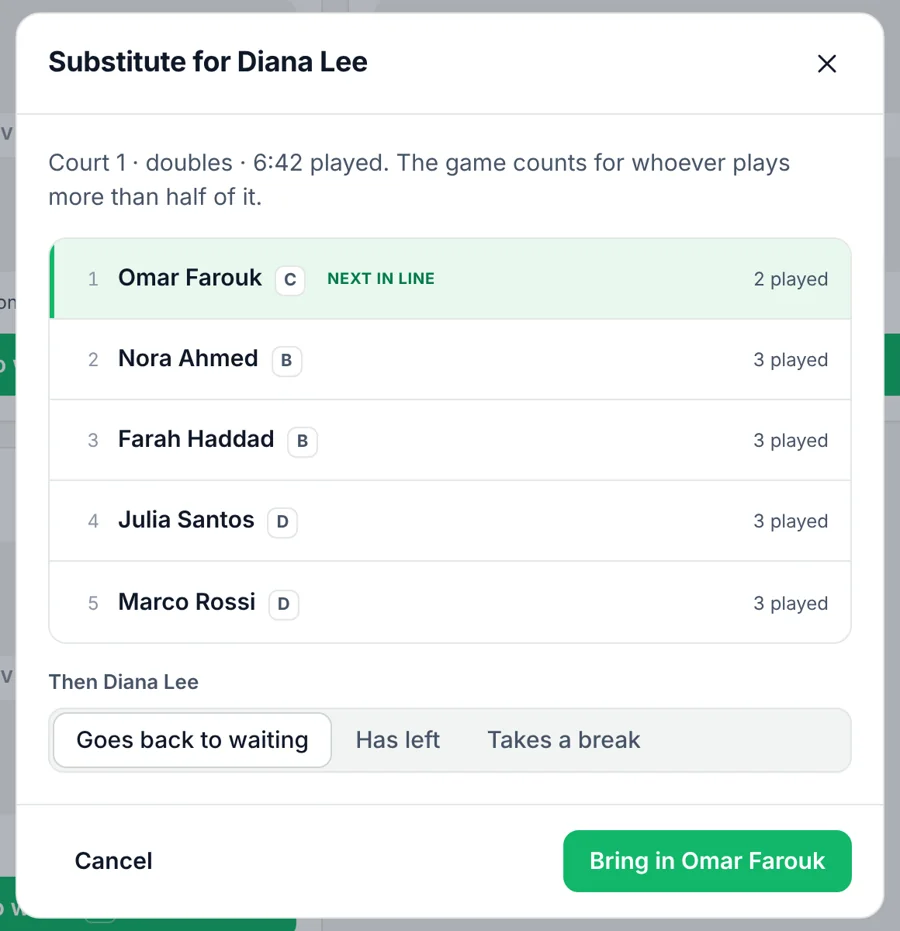 Substitute for Diana Lee
Court 1 · doubles · 6:42 played. The game counts for whoever plays
more than half of it.
1 Omar Farouk C NEXT IN LINE 2 played
2 Nora Ahmed B 3 played
3 Farah Haddad B 3 played
4 Julia Santos D 3 played
5 Marco Rossi D 3 played
Then Diana Lee
Goes back to waiting Has left Takes a break
Cancel Bring in Omar Farouk